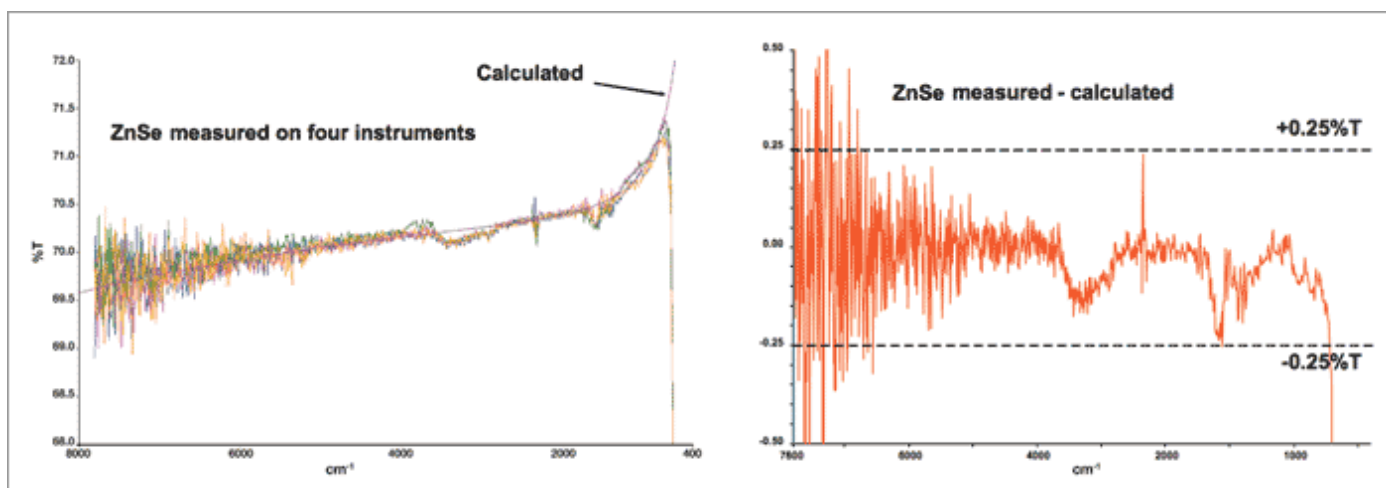 72.0
Calculated
71.5
ZnSe measured on four instruments
71.0
70.5
%T
70.0
69.5
69.0
68.5
68.0
8000 6000 4000 2000 400
cm-1
0.50
ZnSe measured - calculated
+0.25%T
0.25
0.00
-0.25
-0.25%T
-0.50
7800 6000 4000 2000 1000
cm-1